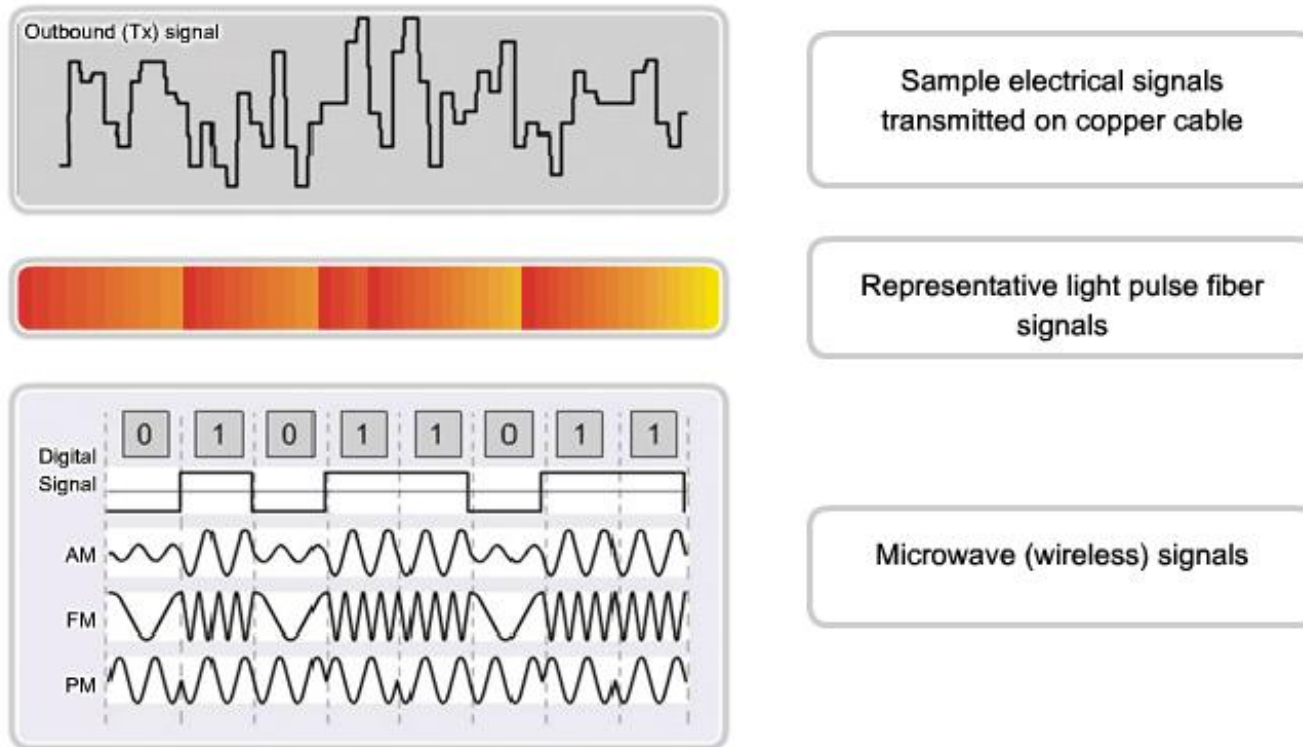 Outbound (Tx) signal
Sample electrical signals
transmitted on copper cable
Representative light pulse fiber
signals
0 1 0 1 1 0 1 1
Digital
Signal
AM
FM
PM
Microwave (wireless) signals